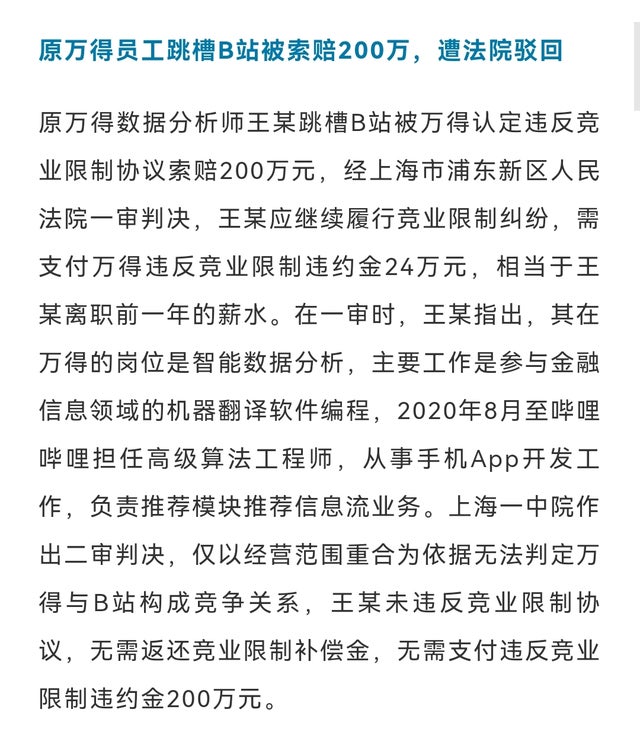 原万得员工跳槽B站被索赔200万，遭法院驳回
原万得数据分析师王某跳槽B站被万得认定违反竞
业限制协议索赔200万元，经上海市浦东新区人民
法院一审判决，王某应继续履行竞业限制纠纷，需
支付万得违反竞业限制违约金24万元，相当于王
某离职前一年的薪水。在一审时，王某指出，其在
万得的岗位是智能数据分析，主要工作是参与金融
信息领域的机器翻译软件编程，2020年8月至哔哩
哔哩担任高级算法工程师，从事手机App开发工
作，负责推荐模块推荐信息流业务。上海一中院作
出二审判决，仅以经营范围重合为依据无法判定万
得与B站构成竞争关系，王某未违反竞业限制协
议，无需返还竞业限制补偿金，无需支付违反竞业
限制违约金200万元。